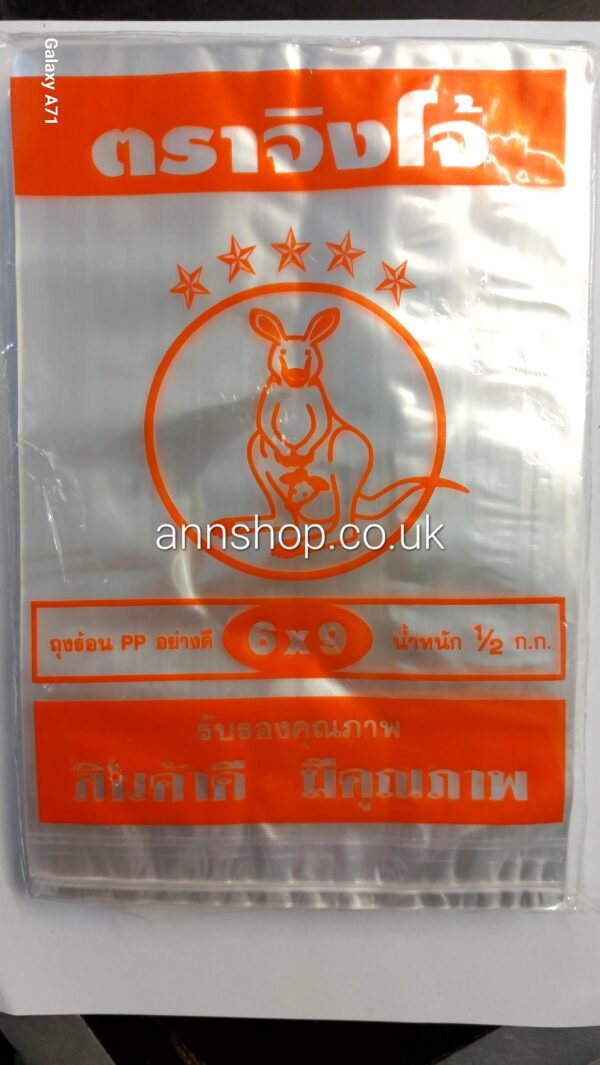 Galaxy A71
ตราจิงโจ้
annshop.co.uk
ถุงร้อน PP อย่างดี 6x9 น้ำหนัก ½ ก.ก.
รับรองคุณภาพ
สินค้าดี มีคุณภาพ